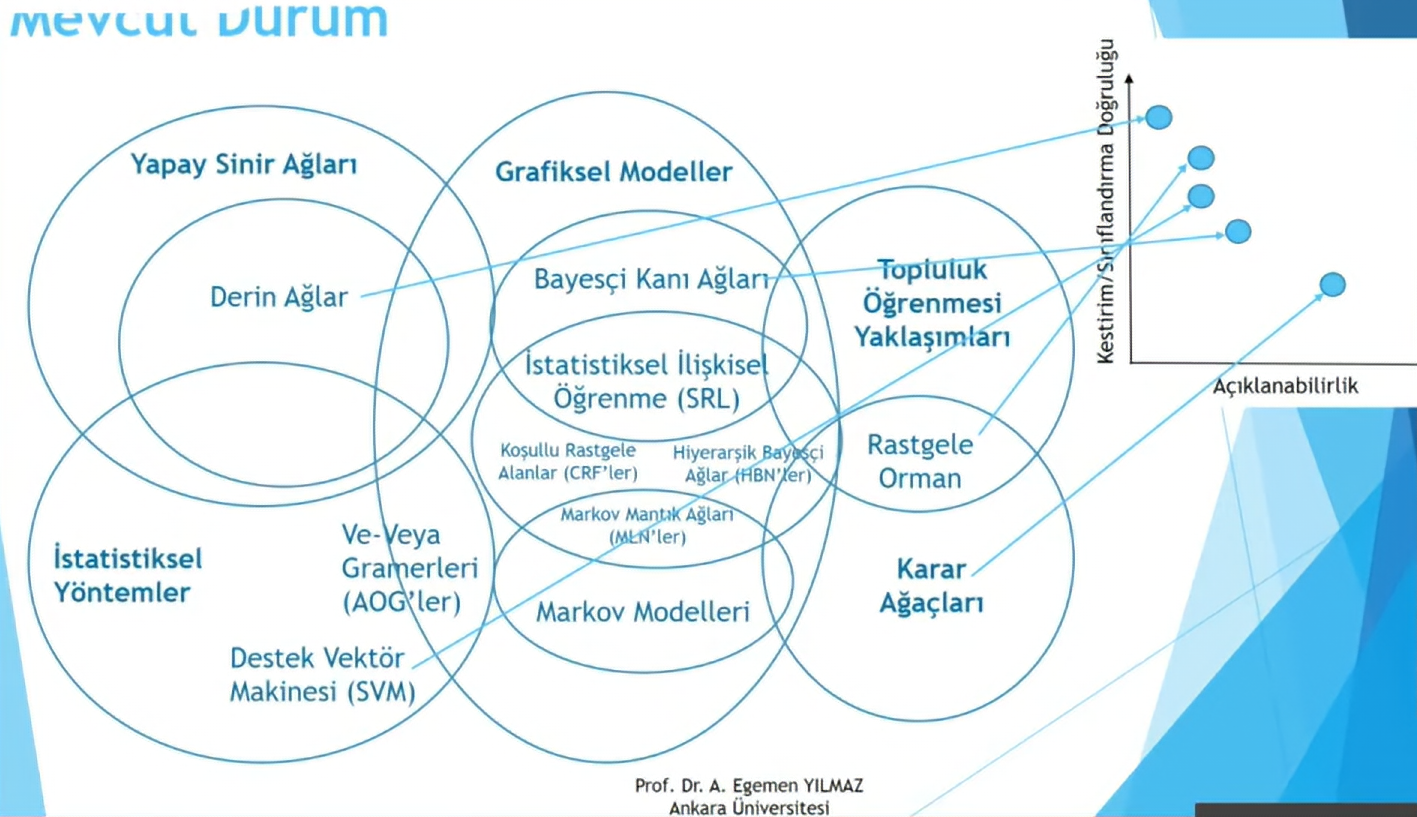 Mevcut Durum
Yapay Sinir Ağları
Derin Ağlar
İstatistiksel
Yöntemler
Ve-Veya
Gramerleri
(AOG'ler)
Destek Vektör
Makinesi (SVM)
Grafiksel Modeller
Bayesçi Kanı Ağları
İstatistiksel İlişkisel
Öğrenme (SRL)
Koşullu Rastgele
Alanlar (CRF'ler)
Hiyerarşik Bayesçi
Ağlar (HBN'ler)
Markov Mantık Ağları
(MLN'ler)
Markov Modelleri
Topluluk
Öğrenmesi
Yaklaşımları
Rastgele
Orman
Karar
Ağaçları
Kestirim/Sınıflandırma Doğruluğu
Açıklanabilirlik
Prof. Dr. A. Egemen YILMAZ
Ankara Üniversitesi